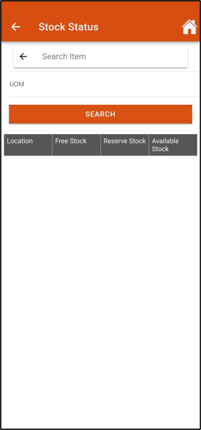 Stock Status
Search Item
UOM
SEARCH
Location Free Stock Reserve Stock Available Stock